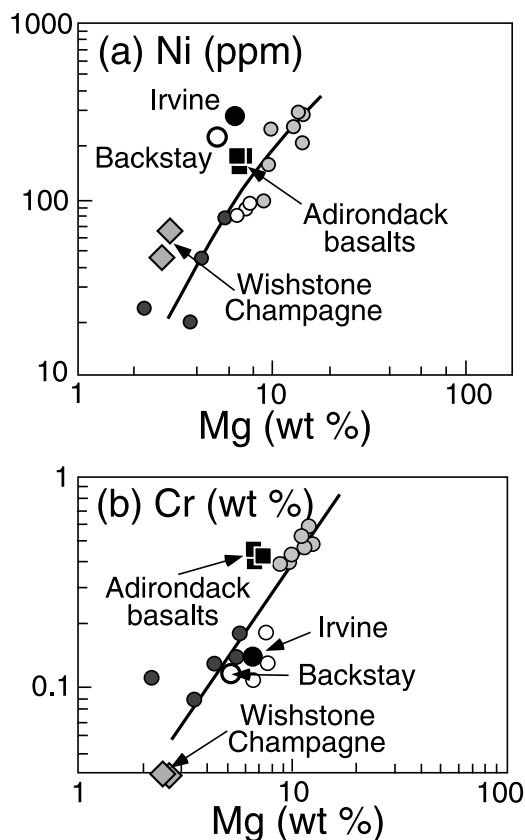 1000
(a) Ni (ppm)
Irvine
Backstay
100
Adirondack
basalts
Wishstone
Champagne
10
1
10
100
Mg (wt %)
1
(b) Cr (wt %)
Adirondack
basalts
Irvine
Backstay
0.1
Wishstone
Champagne
1
10
100
Mg (wt %)